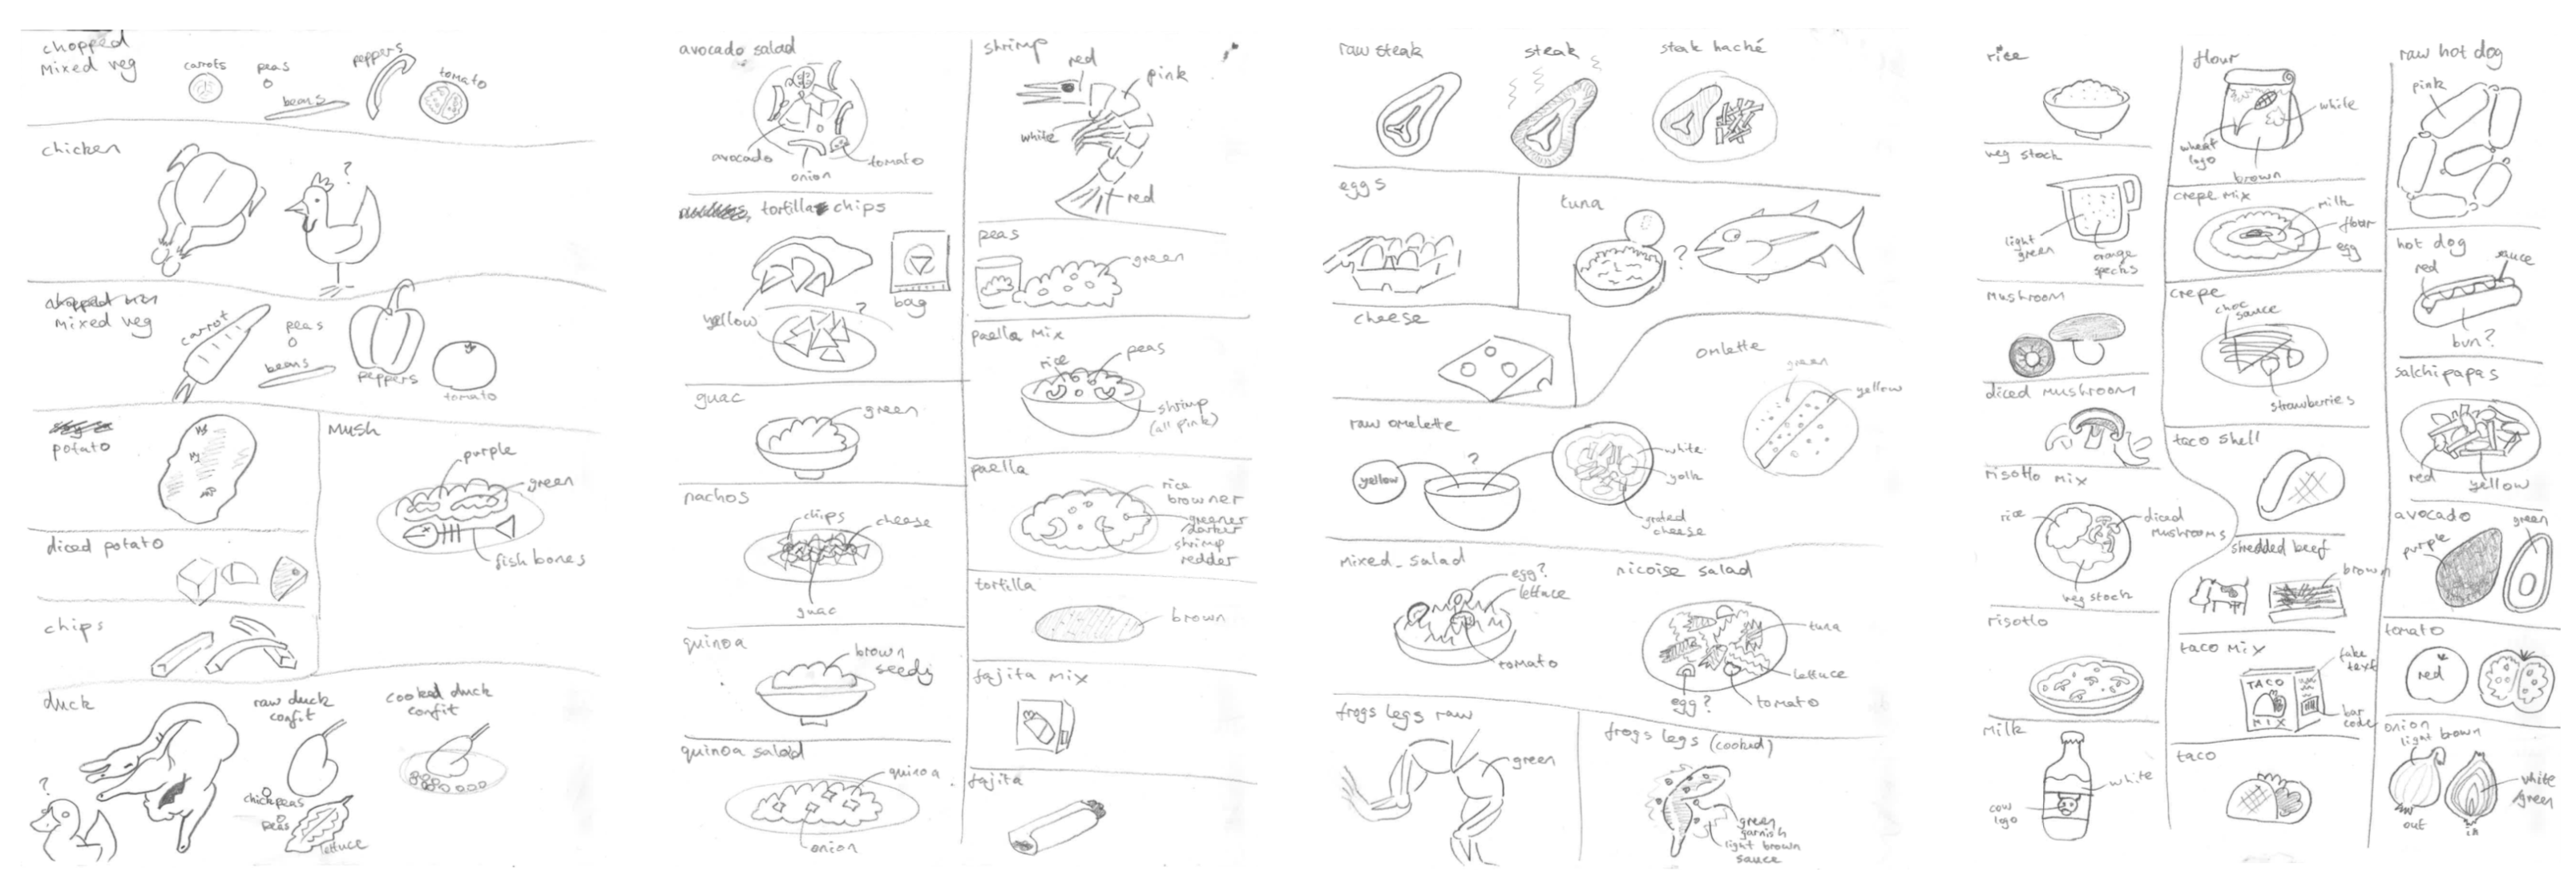 chopped
mixed veg
carrots
peas
beans
peppers
tomato
chicken
?
mixed veg
carrot
peas
beans
peppers
tomato
potato
mush
purple
green
fish bones
diced potato
chips
duck
?
raw duck
confit
chickpeas
peas
lettuce
cooked duck
confit
avocado salad
avocado
onion
tomato
tortilla chips
bag
yellow
?
guac
green
nachos
chips
cheese
guac
quinoa
brown
seeds
quinoa salad
quinoa
onion
shrimp
red
pink
white
red
peas
green
paella mix
rice
peas
shrimp
(all pink)
paella
rice
browner
greener
darker
shrimp
redder
tortilla
brown
fajita mix
fajita
raw steak
steak
steak haché
eggs
tuna
?
cheese
omlette
green
yellow
raw omelette
yellow
?
white
yolk
grated
cheese
mixed_salad
egg?
lettuce
tomato
nicoise salad
tuna
lettuce
egg?
tomato
frogs legs raw
green
frogs legs (cooked)
green
garnish
light brown
sauce
rice
veg stock
light
green
orange
specks
mushroom
diced mushroom
risotto mix
rice
diced
mushrooms
veg stock
risotto
milk
white
cow
logo
flour
white
wheat
logo
brown
crepe mix
milk
flour
egg
crepe
choc
sauce
strawberries
taco shell
shredded beef
brown
taco mix
TACO
MIX
fake
text
bar
code
taco
raw hot dog
pink
hot dog
red
sauce
bun?
salchipapas
red
yellow
avocado
green
purple
tomato
red
onion
light brown
white
/green
out
in